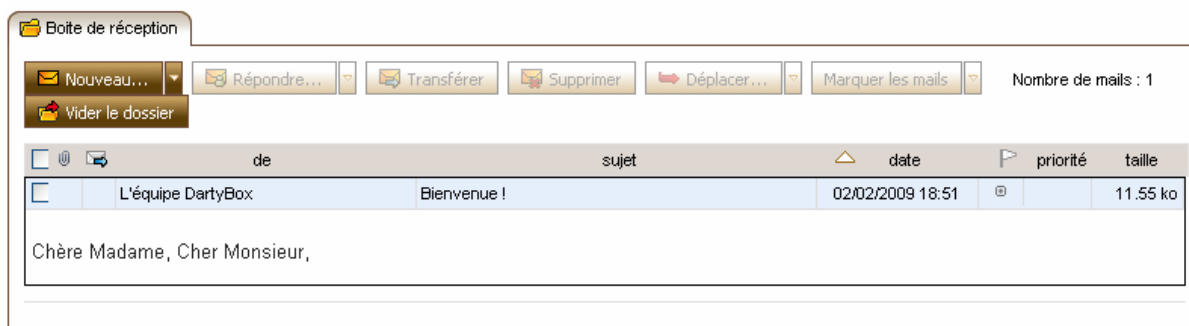 Boite de réception
Nouveau... Répondre... Transférer Supprimer Déplacer... Marquer les mails Nombre de mails : 1
Vider le dossier
de sujet date priorité taille
L'équipe DartyBox Bienvenue ! 02/02/2009 18:51 11.55 ko
Chère Madame, Cher Monsieur,